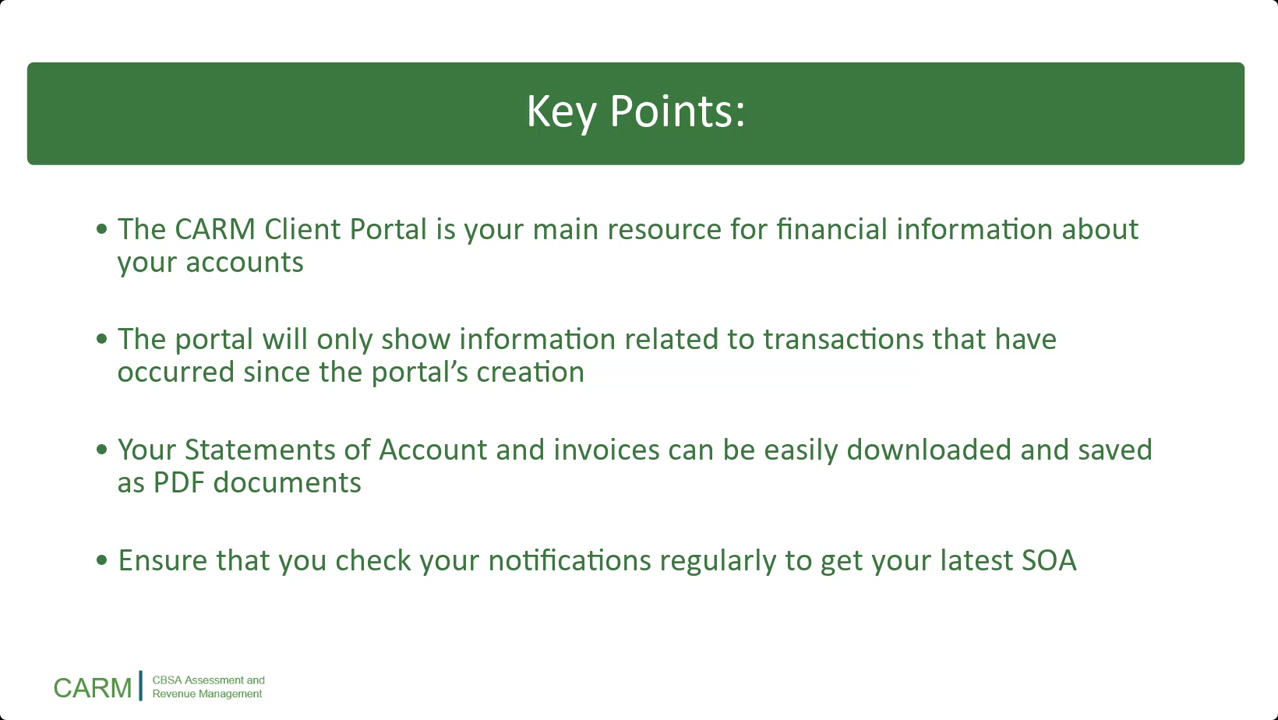 Key Points:
• The CARM Client Portal is your main resource for financial information about
your accounts
• The portal will only show information related to transactions that have
occurred since the portal’s creation
• Your Statements of Account and invoices can be easily downloaded and saved
as PDF documents
• Ensure that you check your notifications regularly to get your latest SOA
CARM
CBSA Assessment and
Revenue Management